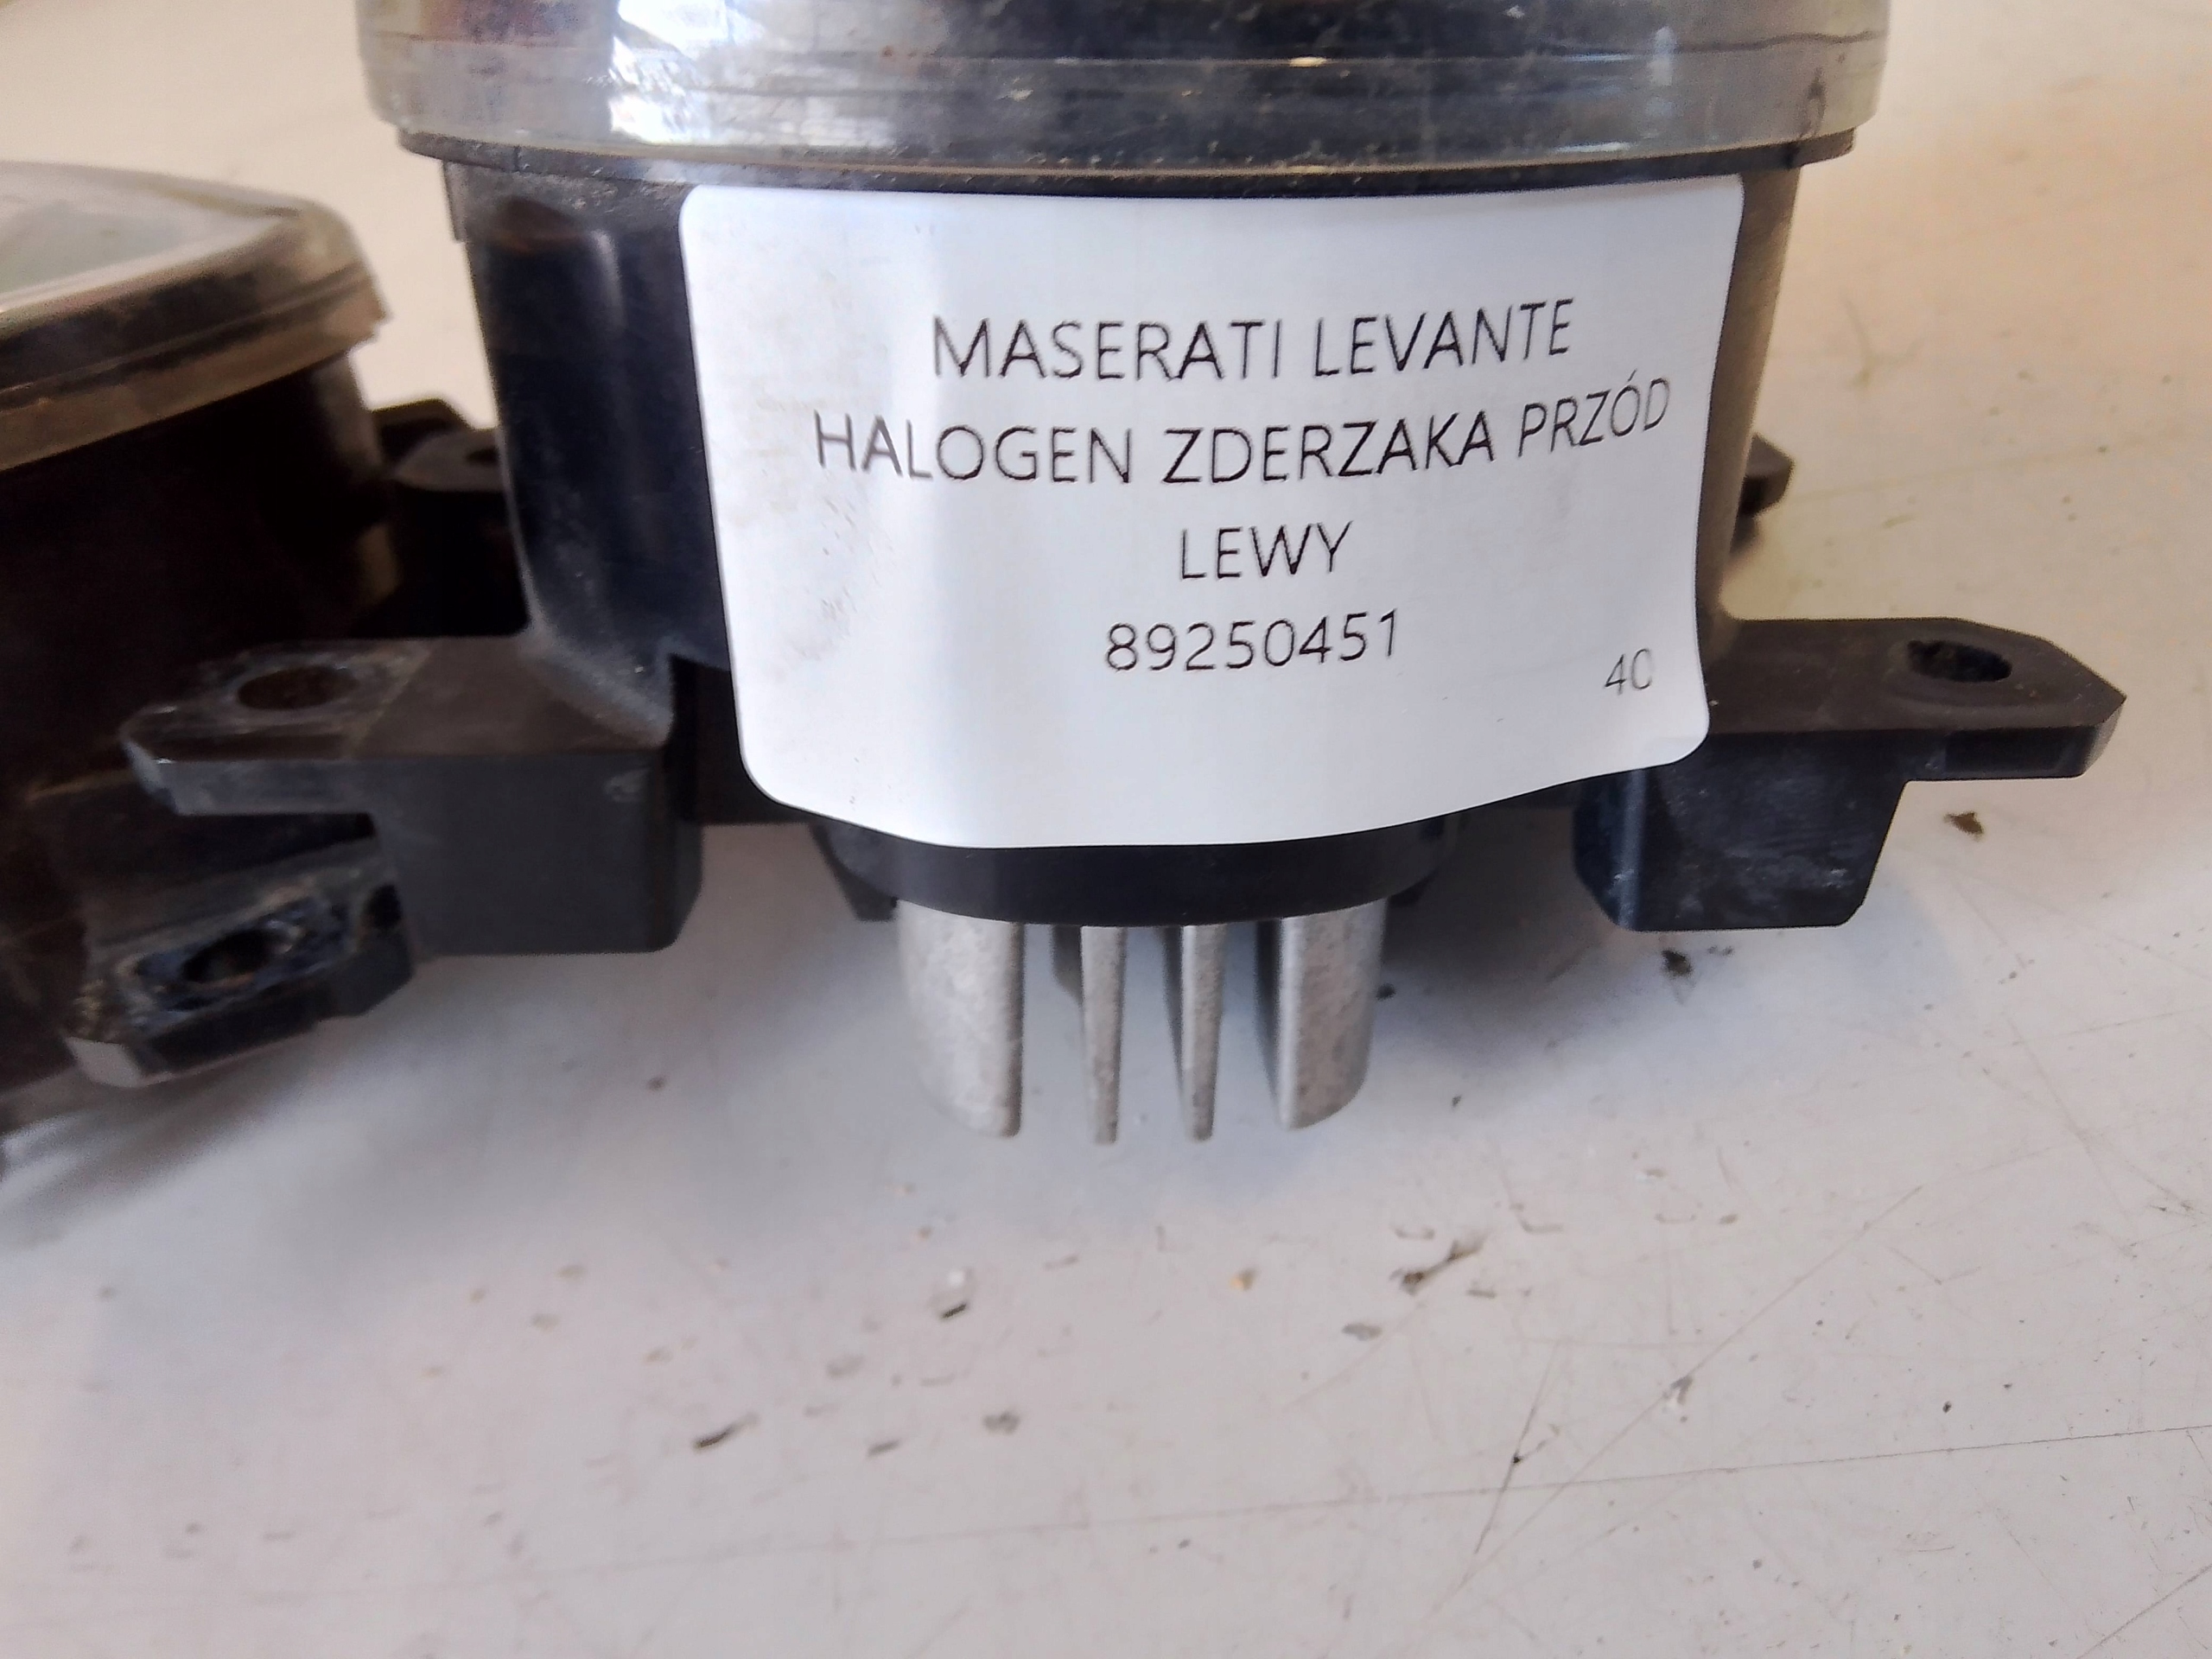 MASERATI LEVANTE
HALOGEN ZDERZAKA PRZÓD
LEWY
89250451
40